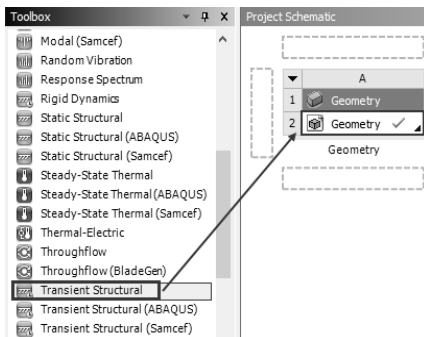 Toolbox
Modal (Samcef)
Random Vibration
Response Spectrum
Rigid Dynamics
Static Structural
Static Structural (ABAQUS)
Static Structural (Samcef)
Steady-State Thermal
Steady-State Thermal (ABAQUS)
Steady-State Thermal (Samcef)
Thermal-Electric
Throughflow
Throughflow (BladeGen)
Transient Structural
Transient Structural (ABAQUS)
Transient Structural (Samcef)
Project Schematic
A
1 Geometry
2 Geometry
Geometry